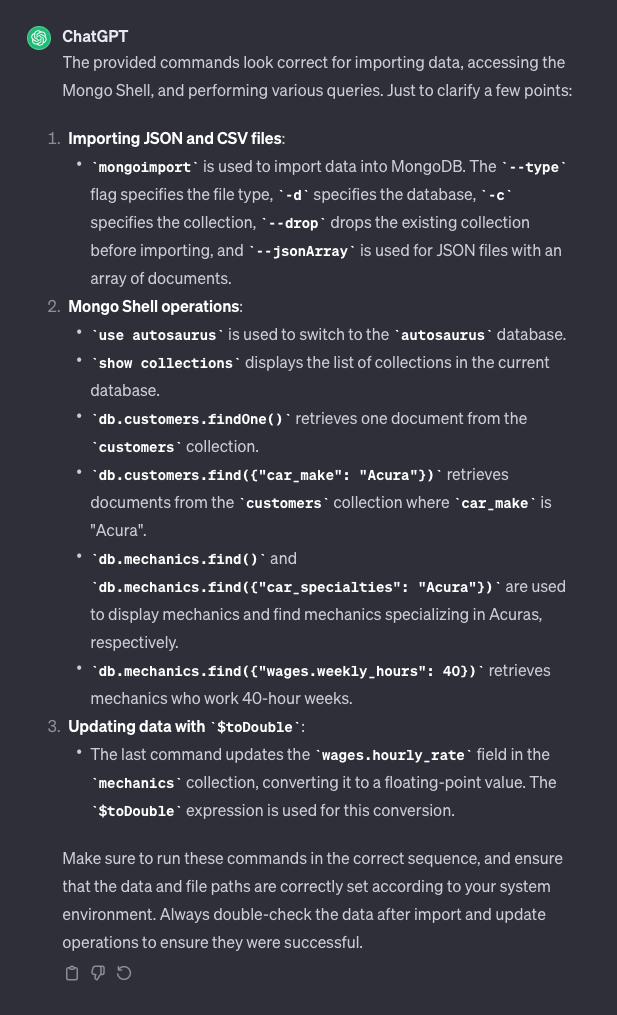 ChatGPT
The provided commands look correct for importing data, accessing the
Mongo Shell, and performing various queries. Just to clarify a few points:
1. Importing JSON and CSV files:
• `mongoimport` is used to import data into MongoDB. The `--type`
flag specifies the file type, `-d` specifies the database, `-c`
specifies the collection, `--drop` drops the existing collection
before importing, and `--jsonArray` is used for JSON files with an
array of documents.
2. Mongo Shell operations:
• `use autosaurus` is used to switch to the `autosaurus` database.
• `show collections` displays the list of collections in the current
database.
• `db.customers.findOne()` retrieves one document from the
`customers` collection.
• `db.customers.find({"car_make": "Acura"})` retrieves
documents from the `customers` collection where `car_make` is
"Acura".
• `db.mechanics.find()` and
`db.mechanics.find({"car_specialties": "Acura"})` are used
to display mechanics and find mechanics specializing in Acuras,
respectively.
• `db.mechanics.find({"wages.weekly_hours": 40})` retrieves
mechanics who work 40-hour weeks.
3. Updating data with `$toDouble`:
• The last command updates the `wages.hourly_rate` field in the
`mechanics` collection, converting it to a floating-point value. The
`$toDouble` expression is used for this conversion.
Make sure to run these commands in the correct sequence, and ensure
that the data and file paths are correctly set according to your system
environment. Always double-check the data after import and update
operations to ensure they were successful.